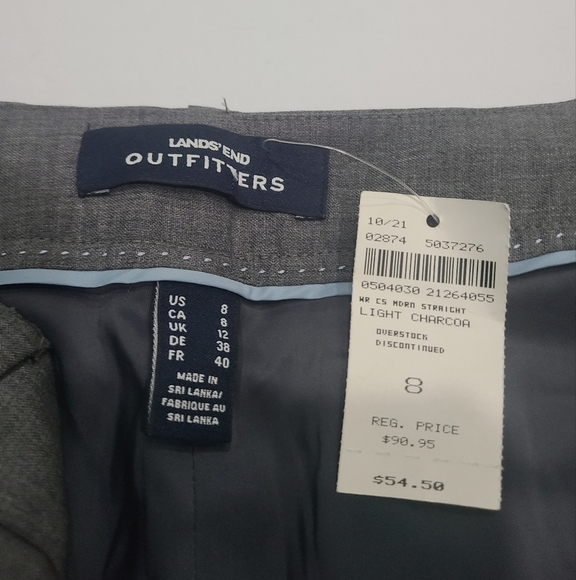 LANDS' END
OUTFITTERS
US 8
CA 8
UK 12
DE 38
FR 40
MADE IN
SRI LANKA/
FABRIQUE AU
SRI LANKA
10/21
02874 5037276
0504030 21264055
WR CS MDRN STRAIGHT
LIGHT CHARCOA
OVERSTOCK
DISCONTINUED
8
REG. PRICE
$90.95
$54.50